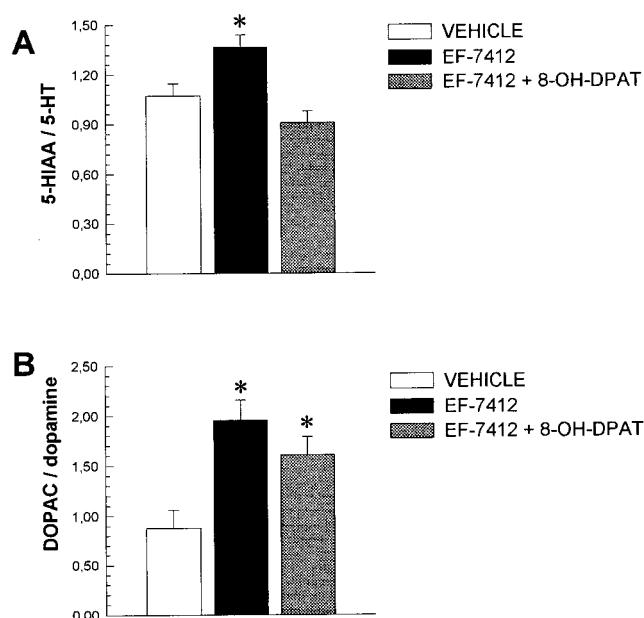 A
1,50
1,20
0,90
0,60
0,30
0,00
5-HIAA / 5-HT
*
VEHICLE
EF-7412
EF-7412 + 8-OH-DPAT
B
2,50
2,00
1,50
1,00
0,50
0,00
DOPAC / dopamine
*
*
VEHICLE
EF-7412
EF-7412 + 8-OH-DPAT